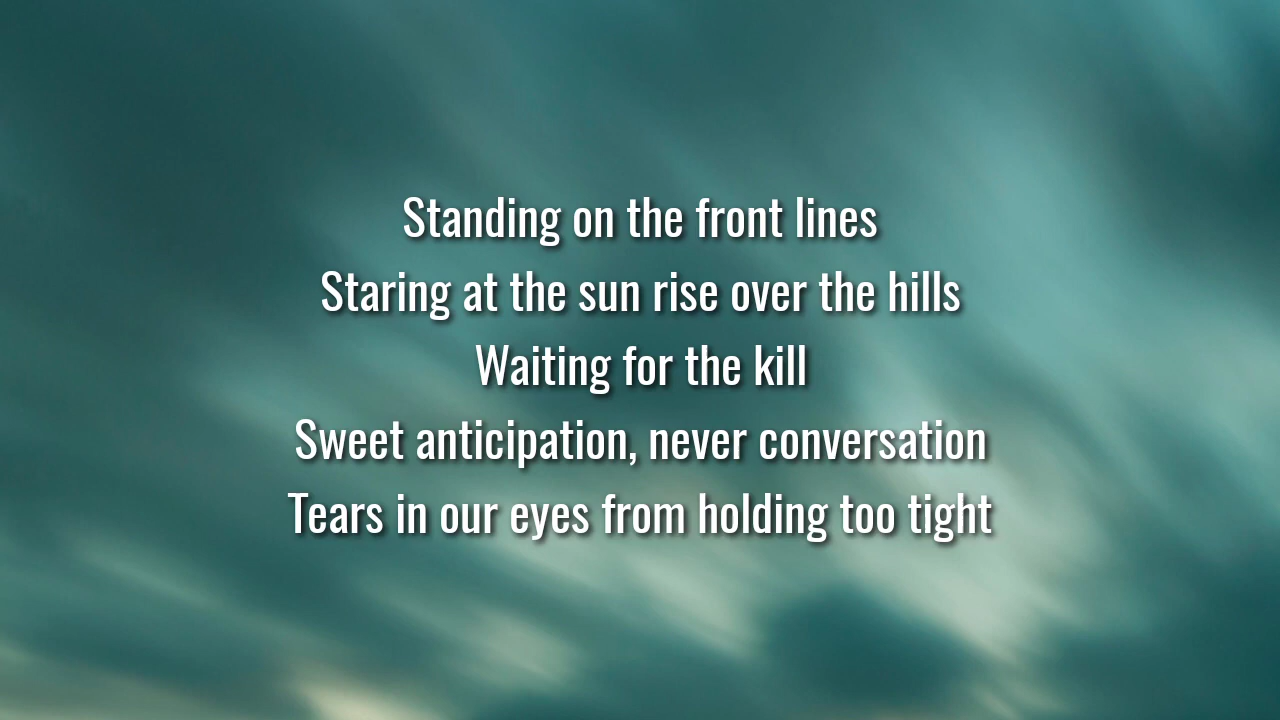 Standing on the front lines
Staring at the sun rise over the hills
Waiting for the kill
Sweet anticipation, never conversation
Tears in our eyes from holding too tight